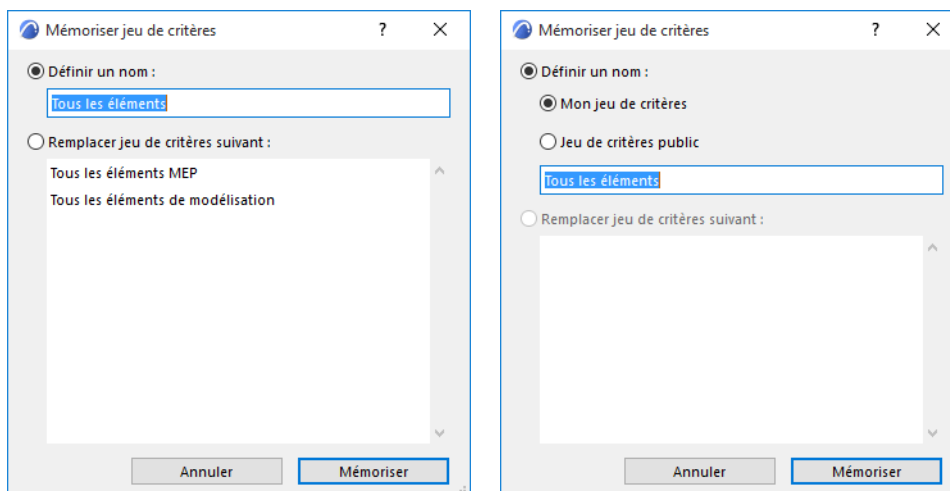 Mémoriser jeu de critères ?
Définir un nom :
Tous les éléments
Remplacer jeu de critères suivant :
Tous les éléments MEP
Tous les éléments de modélisation
Annuler Mémoriser
Mémoriser jeu de critères ?
Définir un nom :
Mon jeu de critères
Jeu de critères public
Tous les éléments
Remplacer jeu de critères suivant :
Annuler Mémoriser